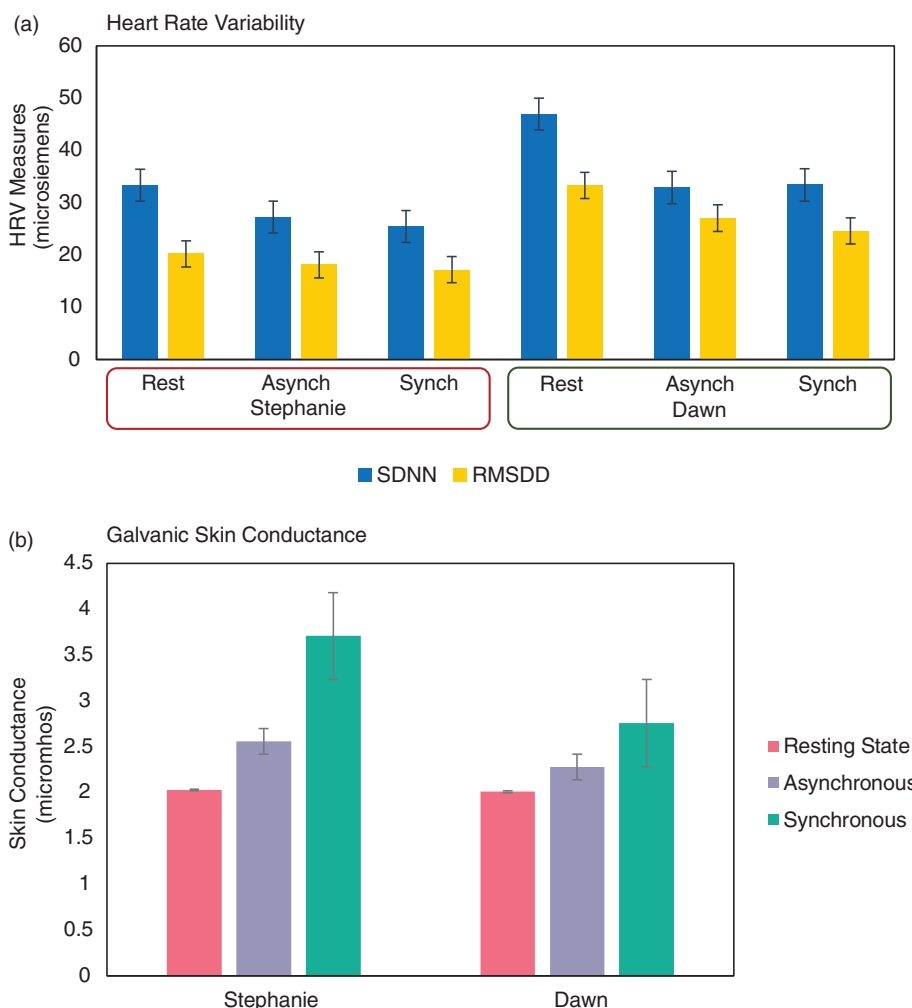 (a) Heart Rate Variability
HRV Measures
(microsiemens)
60
50
40
30
20
10
0
Rest Asynch Synch Rest Asynch Synch
Stephanie Dawn
SDNN RMSDD
(b) Galvanic Skin Conductance
Skin Conductance
(micromhos)
4.5
4
3.5
3
2.5
2
1.5
1
0.5
0
Stephanie Dawn
Resting State
Asynchronous
Synchronous